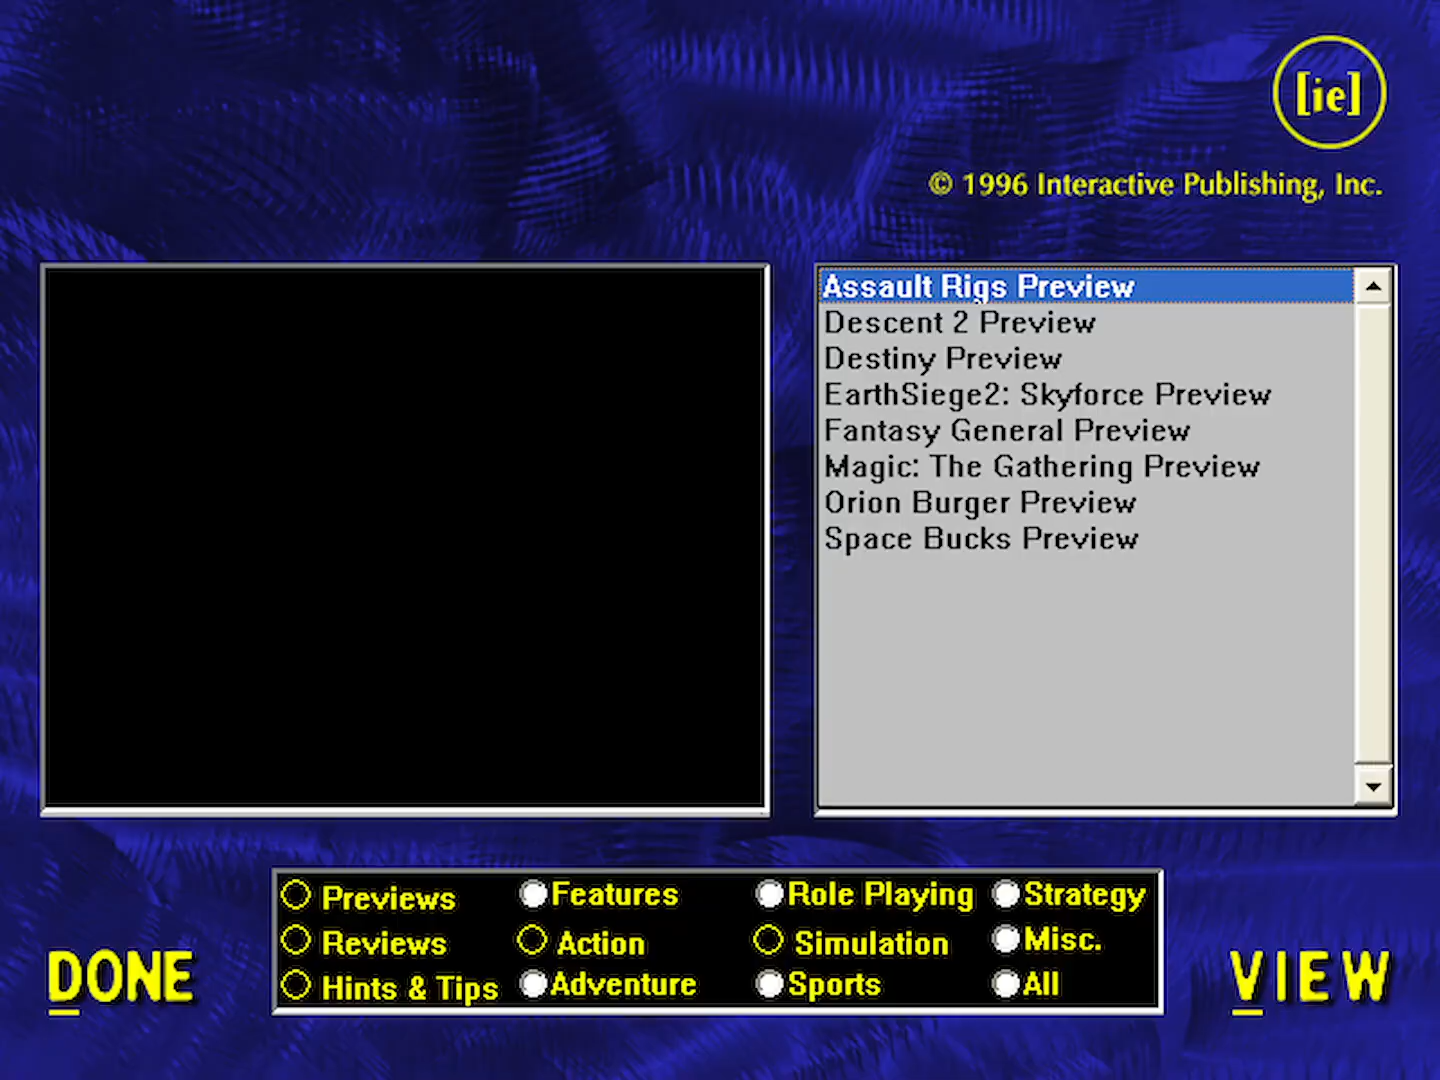 [ie]
© 1996 Interactive Publishing, Inc.
Assault Rigs Preview
Descent 2 Preview
Destiny Preview
EarthSiege2: Skyforce Preview
Fantasy General Preview
Magic: The Gathering Preview
Orion Burger Preview
Space Bucks Preview
Previews Features Role Playing Strategy
Reviews Action Simulation Misc.
Hints & Tips Adventure Sports All
DONE
VIEW